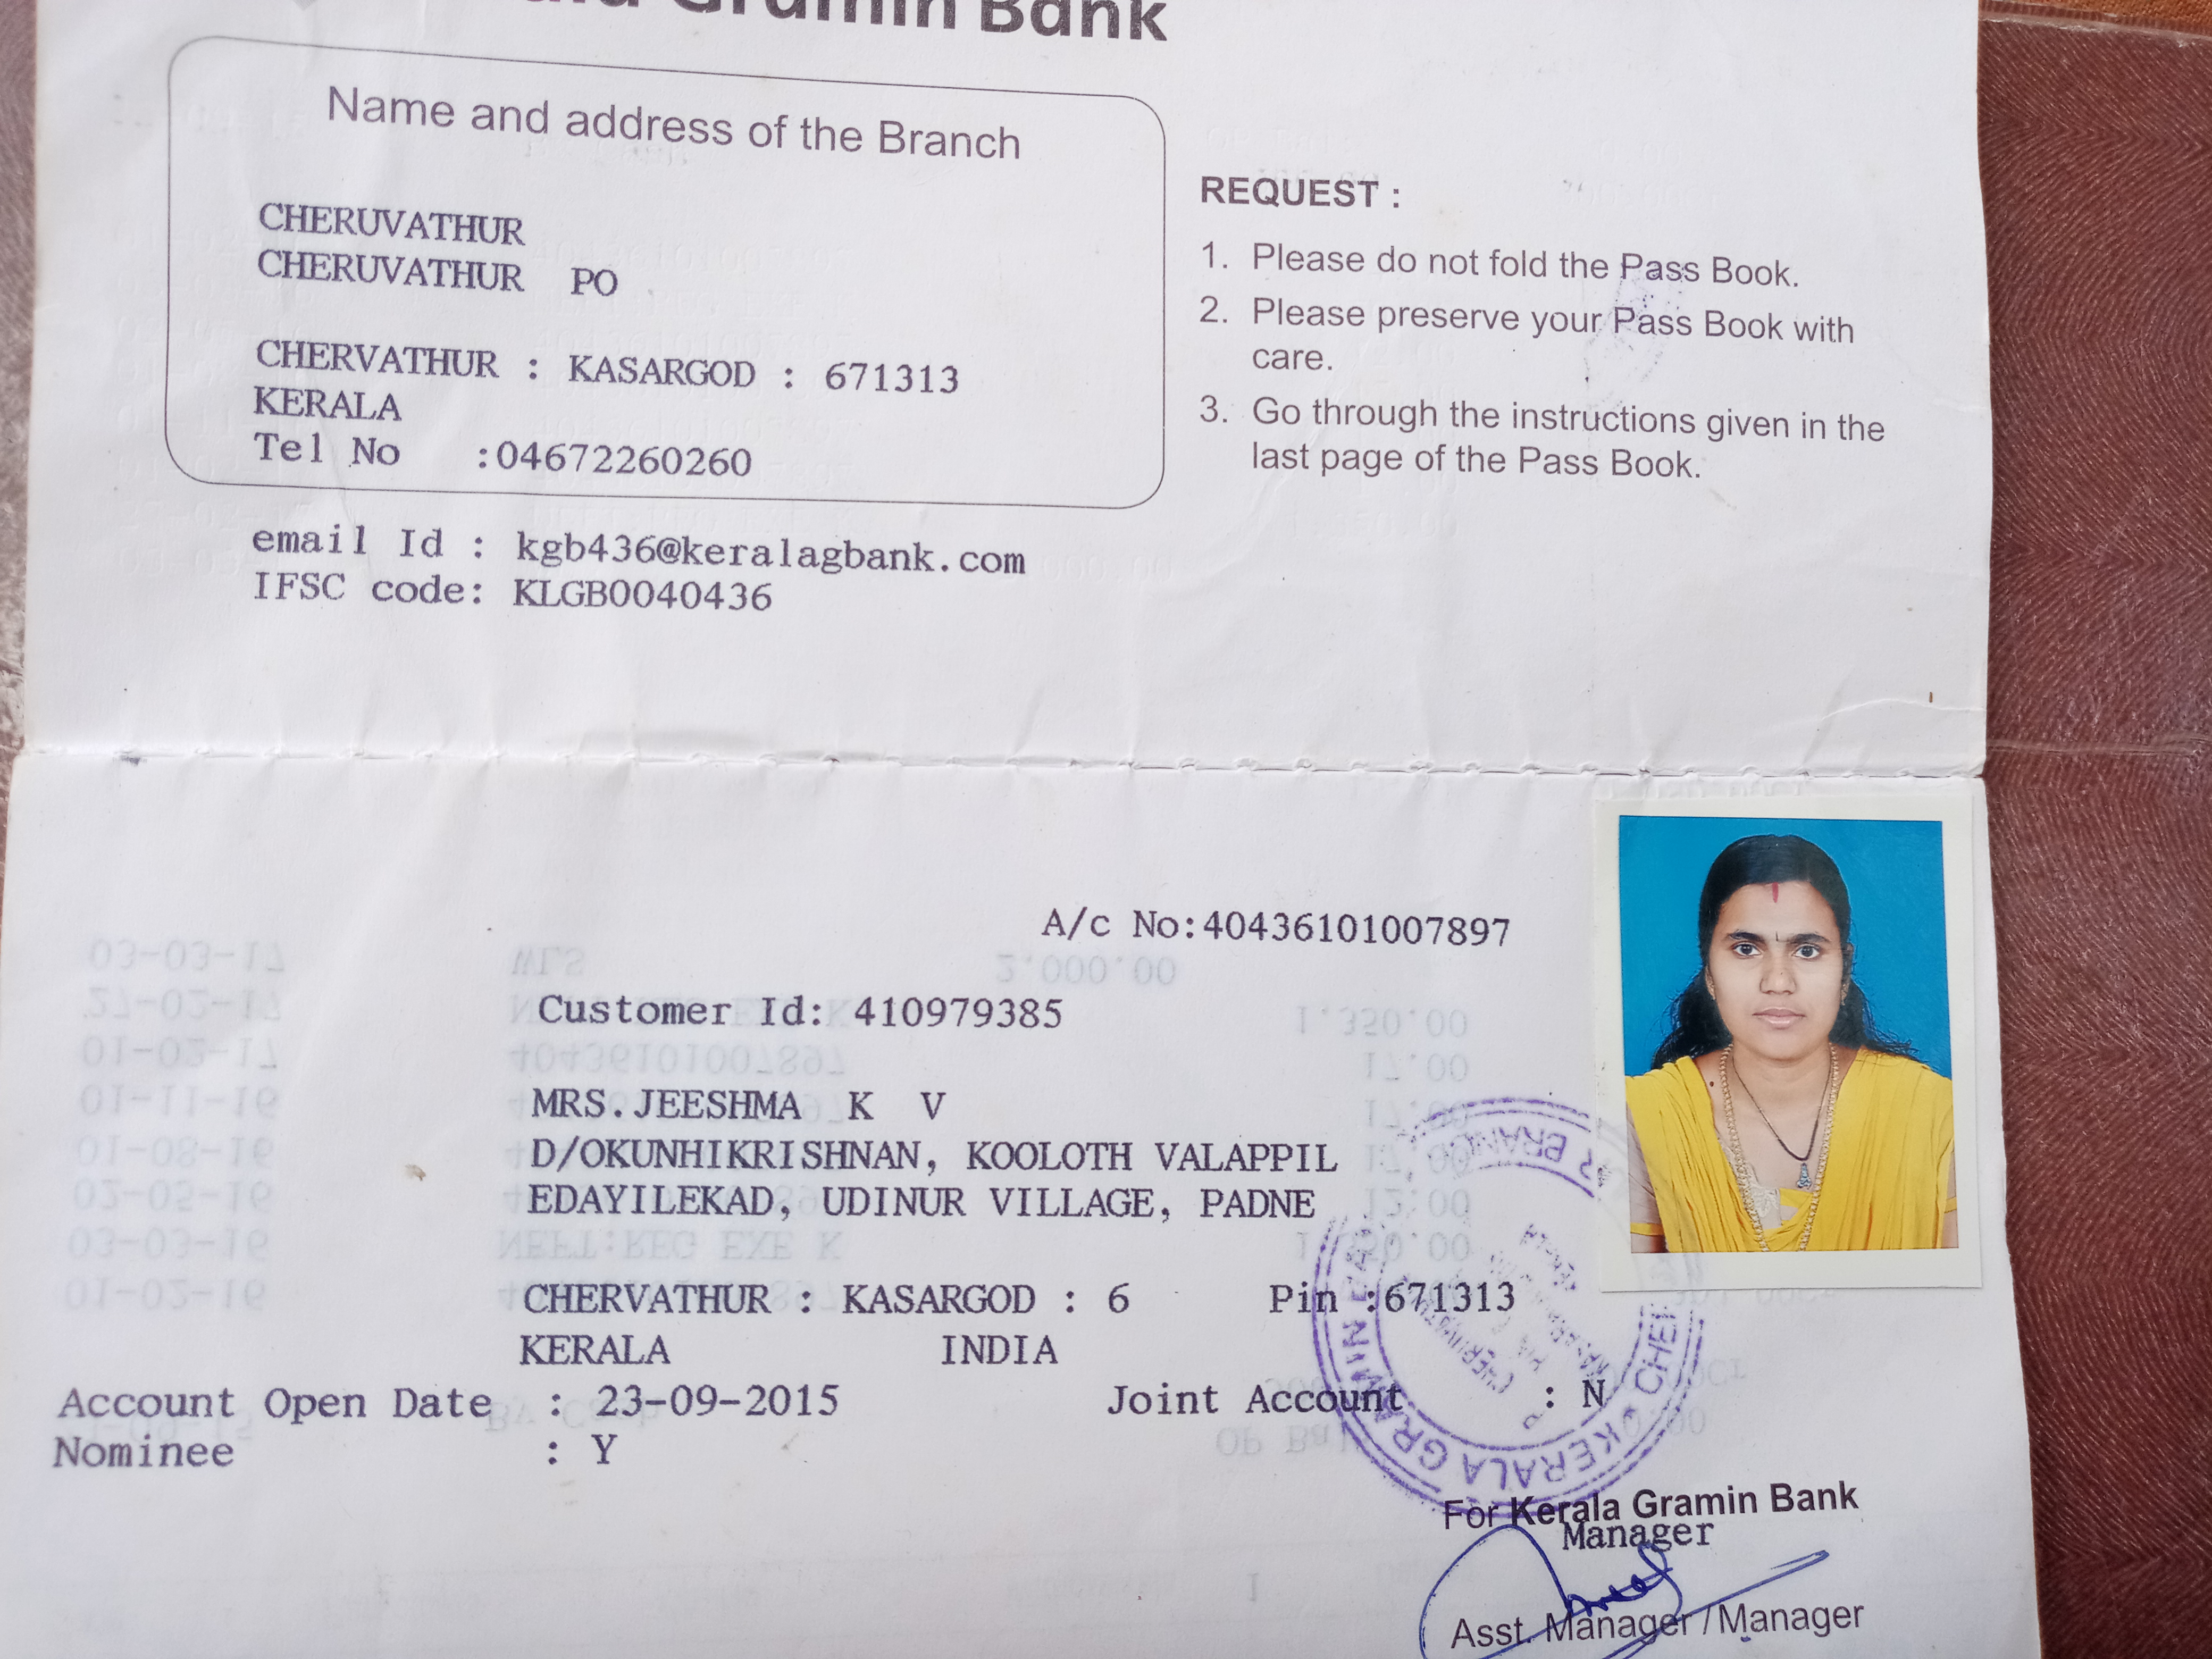 Gramin Bank
Name and address of the Branch
CHERUVATHUR
CHERUVATHUR PO
CHERVATHUR : KASARGOD : 671313
KERALA
Tel No :04672260260
email Id : kgb436@keralagbank.com
IFSC code: KLGB0040436
REQUEST :
1. Please do not fold the Pass Book.
2. Please preserve your Pass Book with
care.
3. Go through the instructions given in the
last page of the Pass Book.
A/c No:40436101007897
Customer Id: 410979385
MRS.JEESHMA K V
D/OKUNHIKRISHNAN, KOOLOTH VALAPPIL
EDAYILEKAD, UDINUR VILLAGE, PADNE
CHERVATHUR : KASARGOD : 6 Pin :671313
KERALA INDIA
Account Open Date : 23-09-2015 Joint Account : N
Nominee : Y
KERALA GRAMIN
For Kerala Gramin Bank
Manager
Asst. Manager / Manager